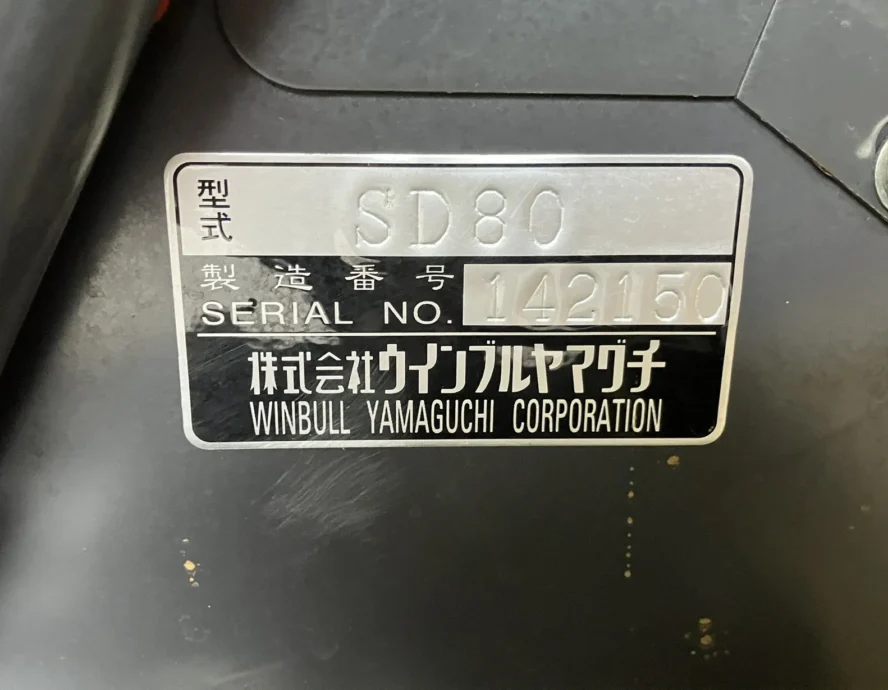 型式 SD80
製造番号
SERIAL NO. 142150
株式会社ウインブルヤマグチ
WINBULL YAMAGUCHI CORPORATION